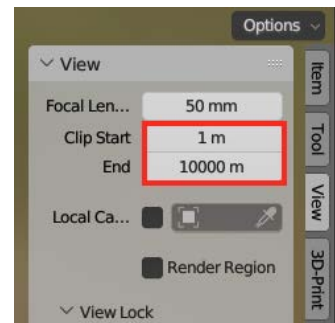 Options
View
Focal Len... 50 mm
Clip Start 1 m
End 10000 m
Local Ca...
Render Region
View Lock
Item
Tool
View
3D-Print